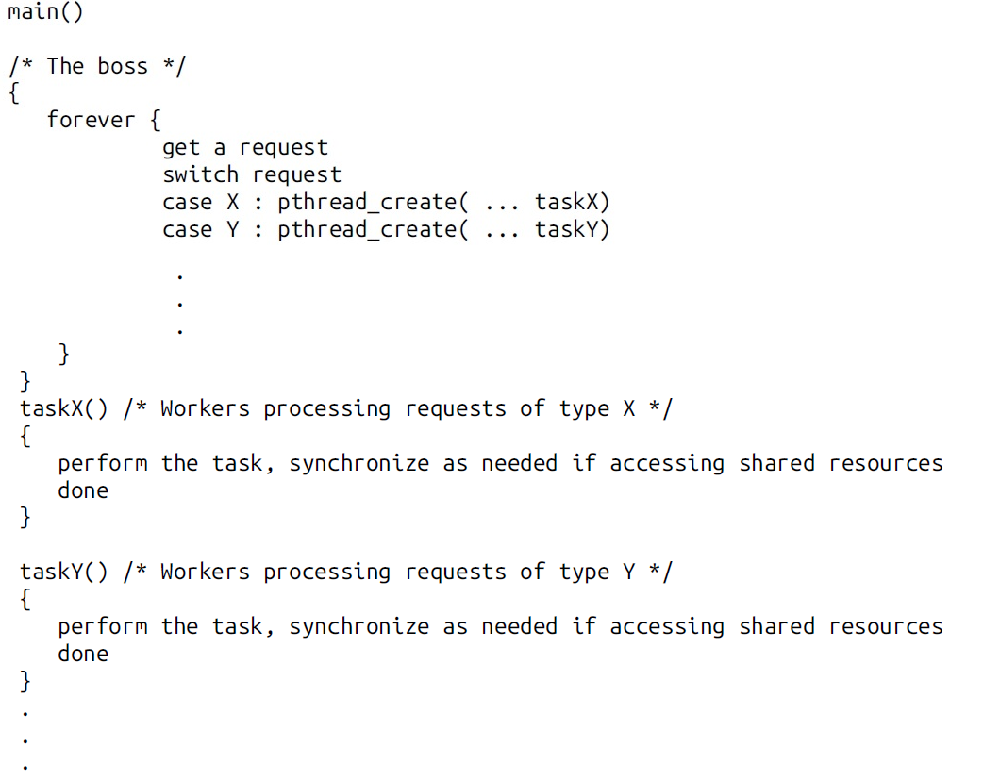 main()
/* The boss */
{
forever {
get a request
switch request
case X : pthread_create( ... taskX)
case Y : pthread_create( ... taskY)
.
.
.
}
}
taskX() /* Workers processing requests of type X */
{
perform the task, synchronize as needed if accessing shared resources
done
}
taskY() /* Workers processing requests of type Y */
{
perform the task, synchronize as needed if accessing shared resources
done
}
.
.
.